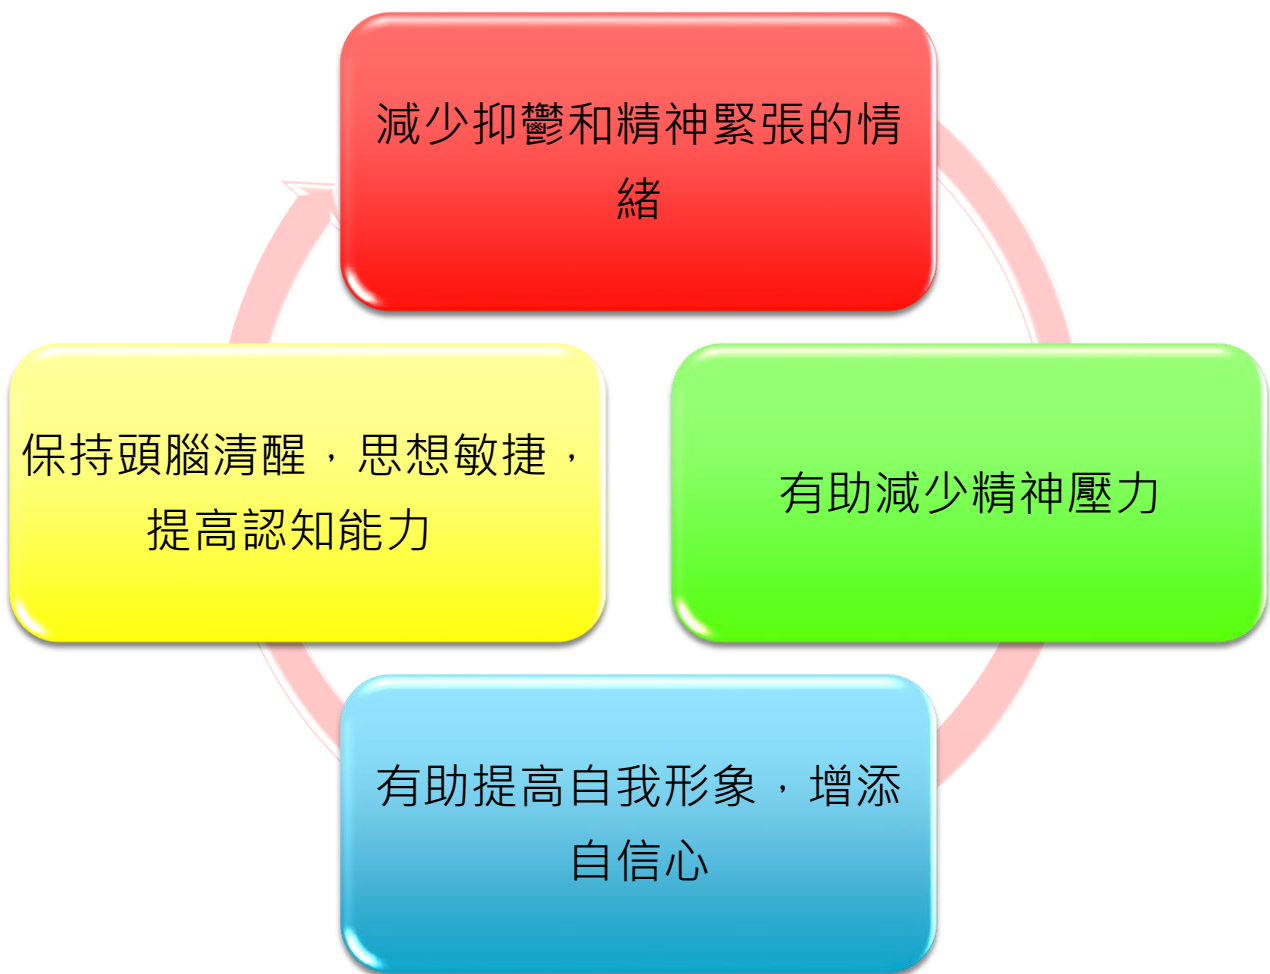 減少抑鬱和精神緊張的情
緒
有助減少精神壓力
有助提高自我形象，增添
自信心
保持頭腦清醒，思想敏捷，
提高認知能力